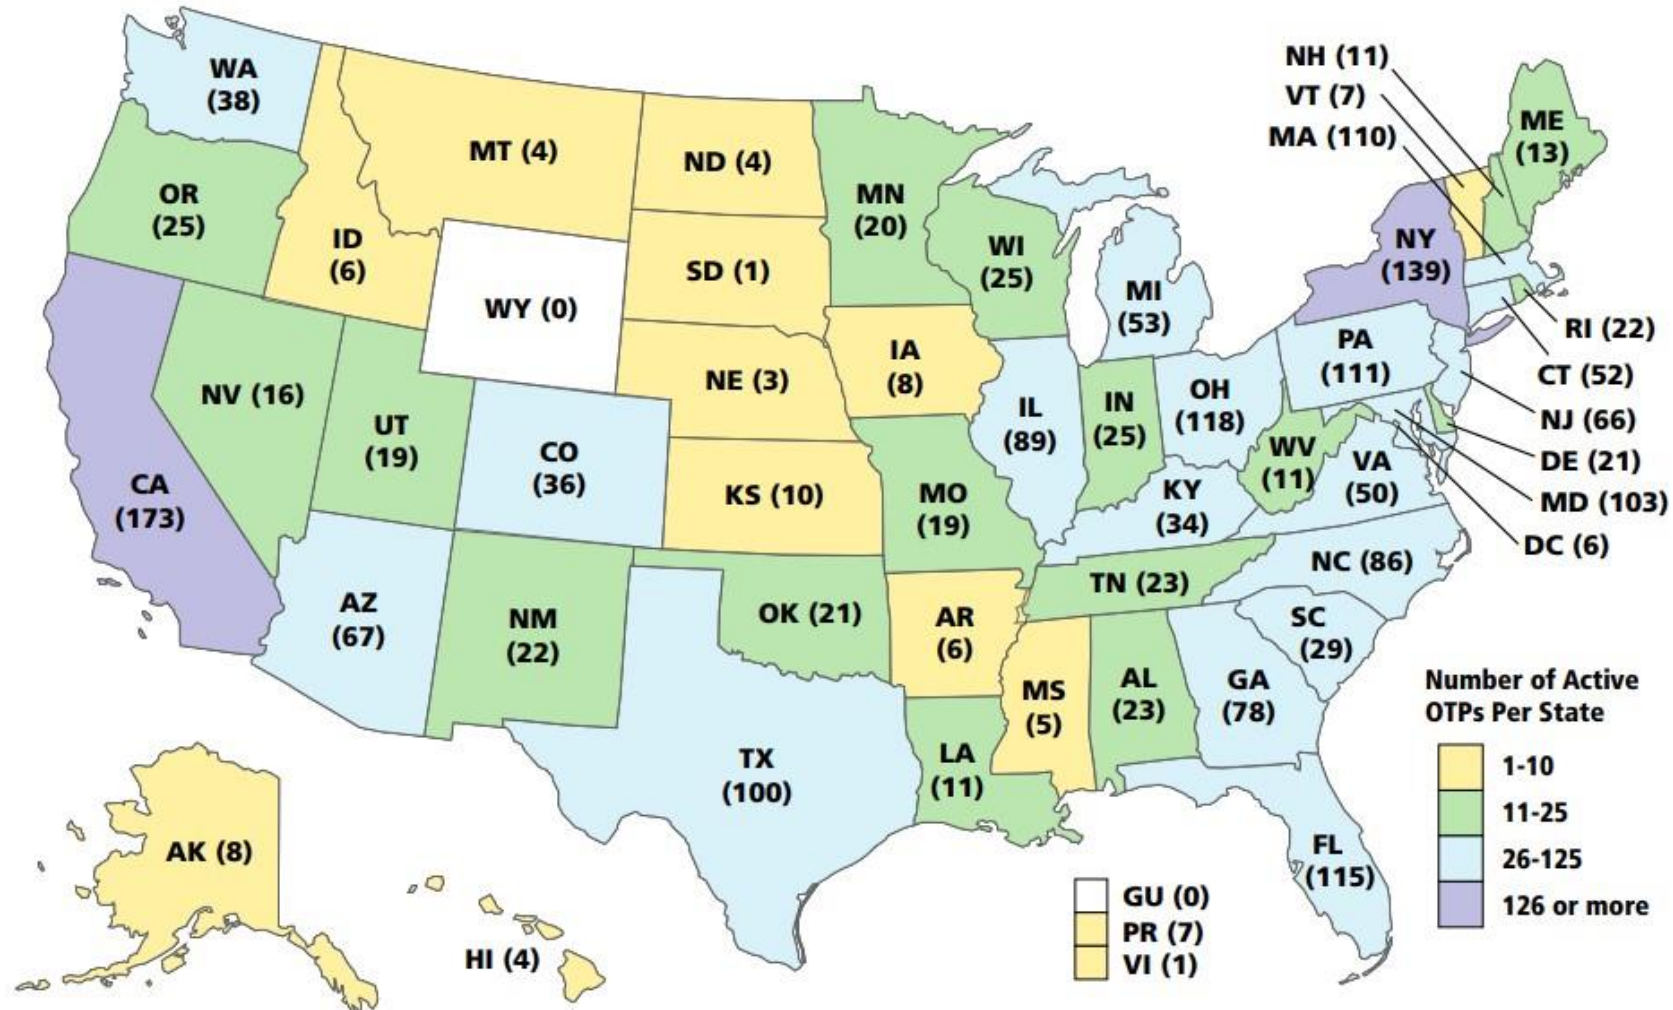 NH (11)
VT (7)
MA (110)
WA
(38)
ME
(13)
MT (4)
ND (4)
MN
(20)
OR
(25)
ID
(6)
WI
(25)
NY
(139)
SD (1)
WY (0)
MI
(53)
RI (22)
PA
(111)
CT (52)
IA
(8)
NE (3)
NV (16)
UT
(19)
CO
(36)
IL
(89)
IN
(25)
OH
(118)
NJ (66)
DE (21)
WV
(11)
VA
(50)
MD (103)
DC (6)
CA
(173)
KS (10)
MO
(19)
KY
(34)
NC (86)
TN (23)
AZ
(67)
NM
(22)
OK (21)
AR
(6)
SC
(29)
MS
(5)
AL
(23)
GA
(78)
TX
(100)
LA
(11)
FL
(115)
AK (8)
HI (4)
GU (0)
PR (7)
VI (1)
Number of Active
OTPs Per State
1-10
11-25
26-125
126 or more